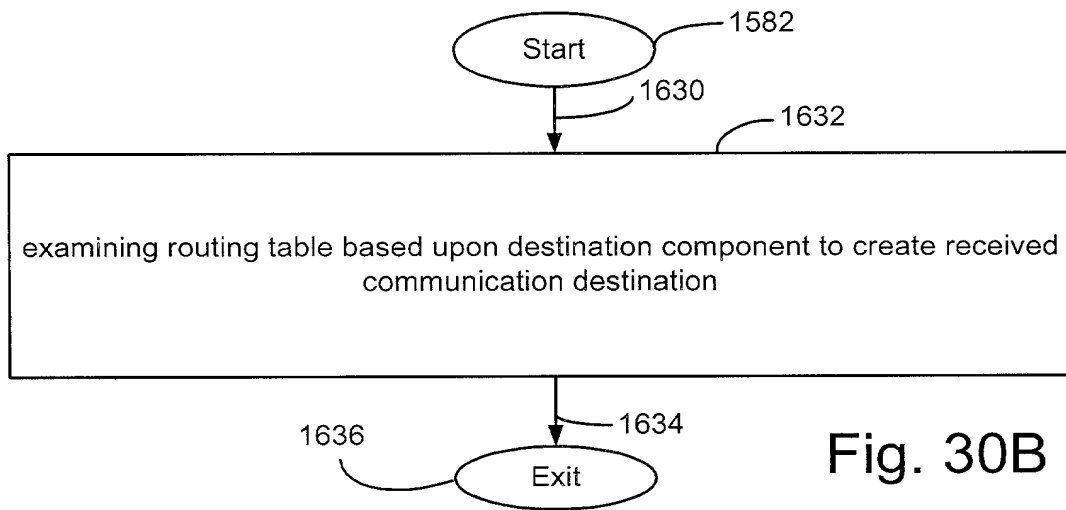 Start
1582
1630
1632
examining routing table based upon destination component to create received
communication destination
1634
1636
Exit
Fig. 30B